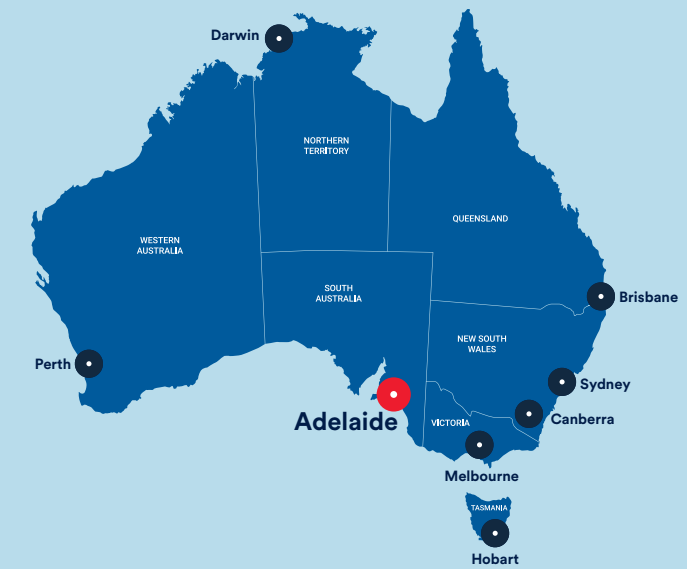 Darwin
NORTHERN
TERRITORY
QUEENSLAND
WESTERN
AUSTRALIA
SOUTH
AUSTRALIA
Brisbane
NEW SOUTH
WALES
Perth
Sydney
Adelaide
VICTORIA
Canberra
Melbourne
TASMANIA
Hobart